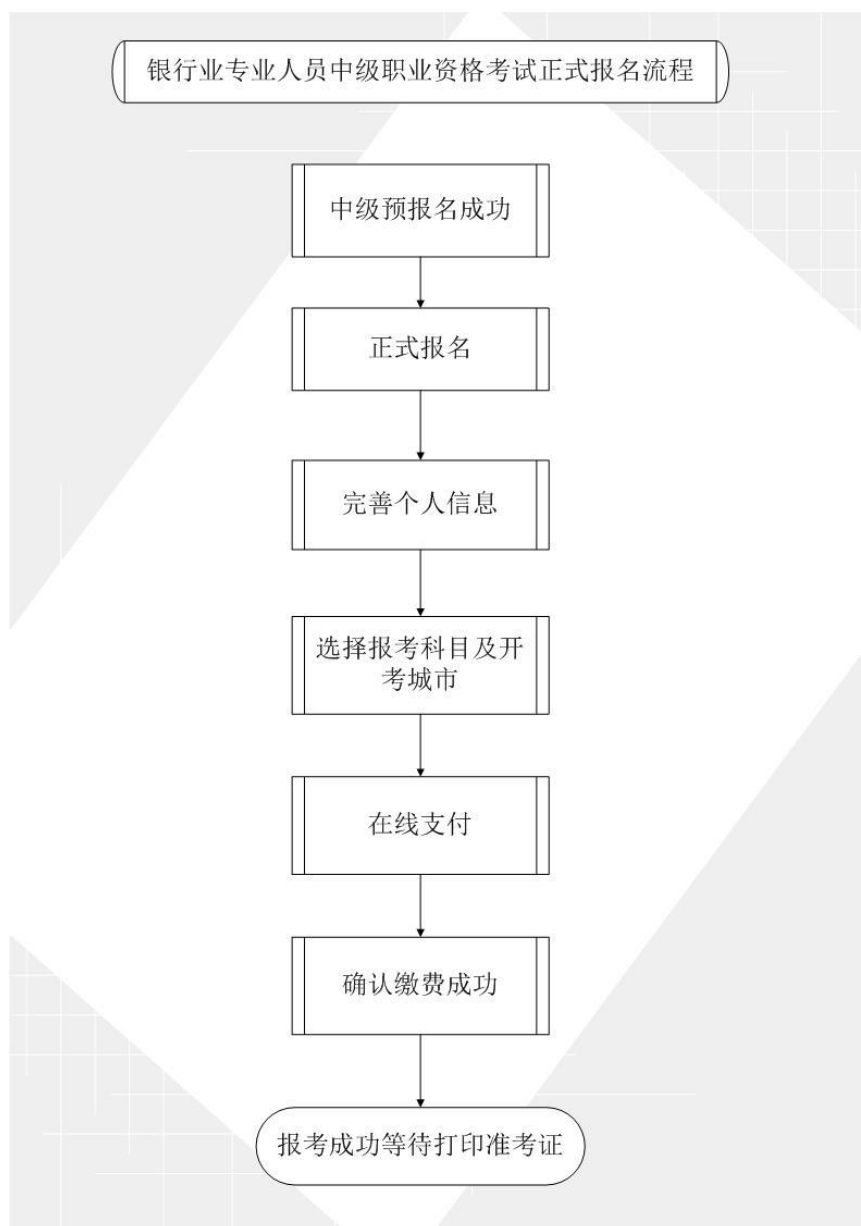 银行业专业人员中级职业资格考试正式报名流程
中级预报名成功
正式报名
完善个人信息
选择报考科目及开
考城市
在线支付
确认缴费成功
报考成功等待打印准考证